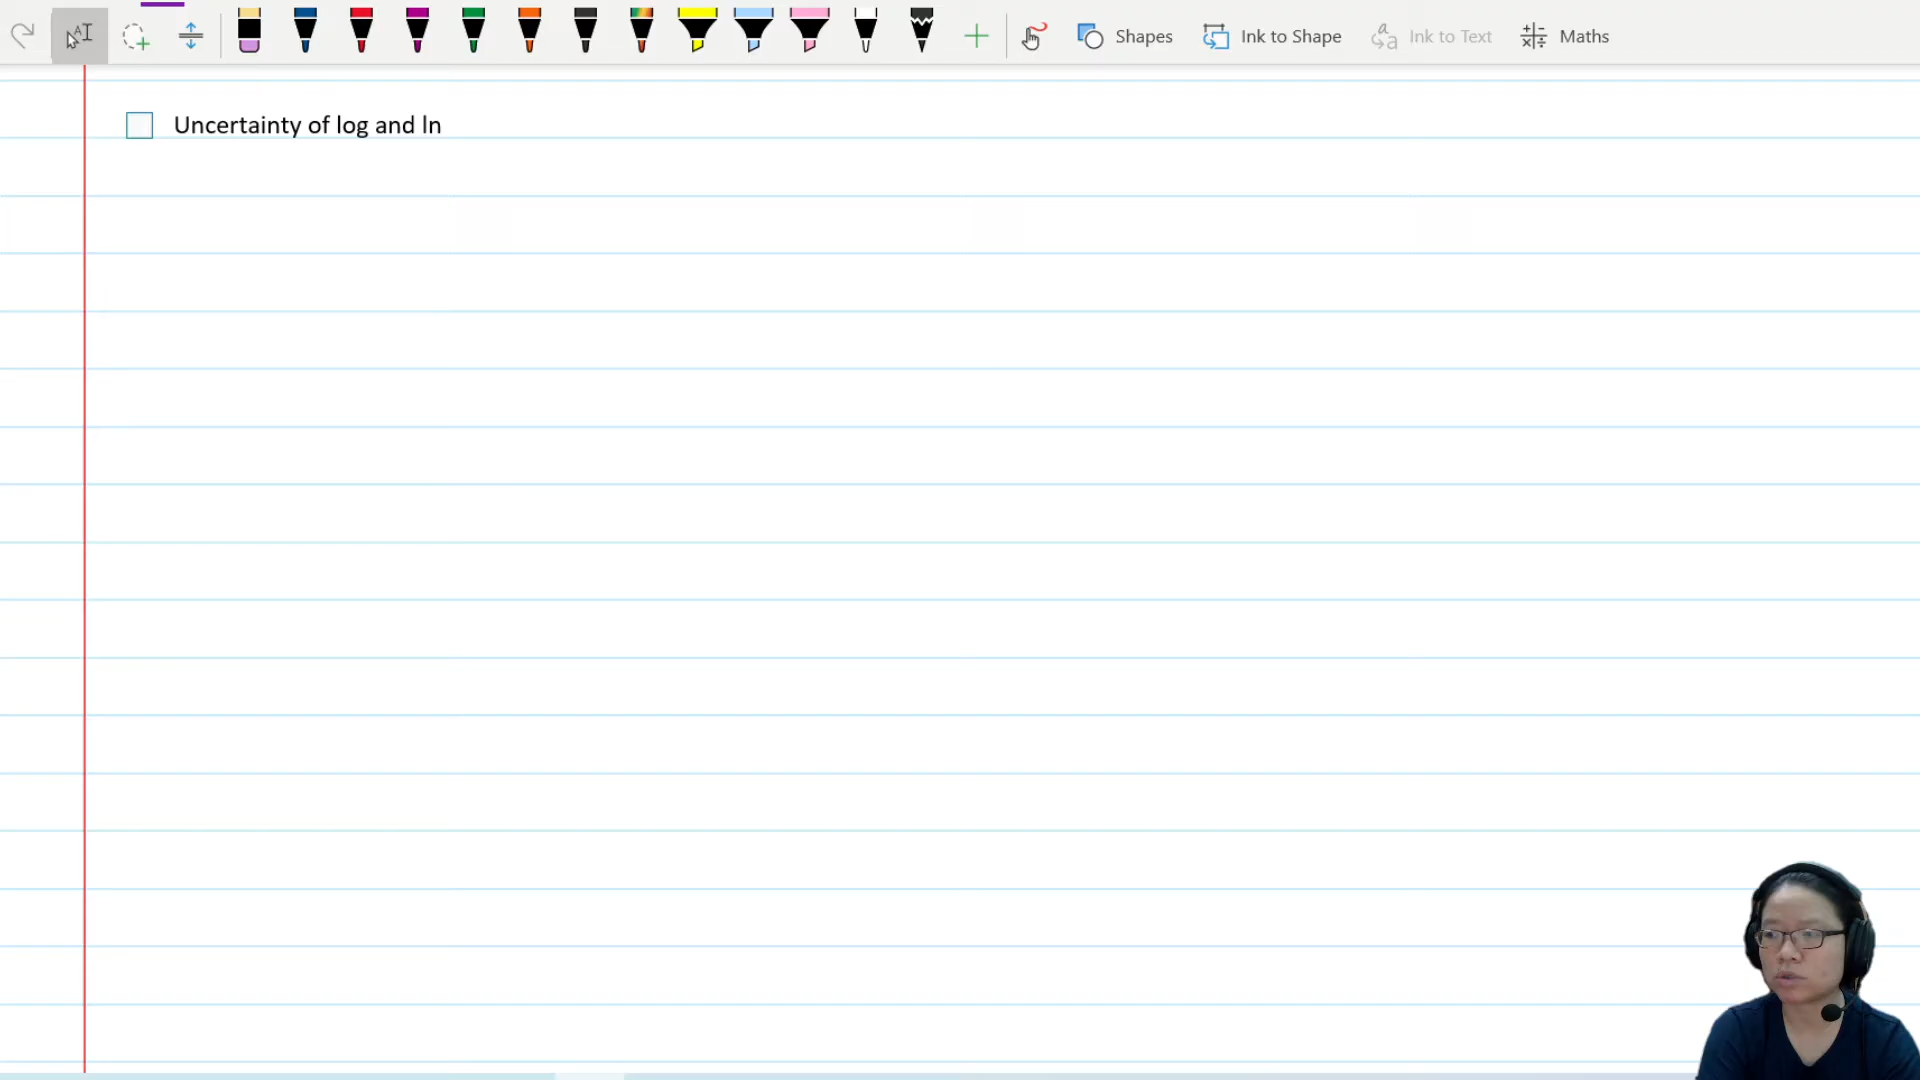 Shapes
Ink to Shape
Ink to Text
Maths
Uncertainty of log and ln